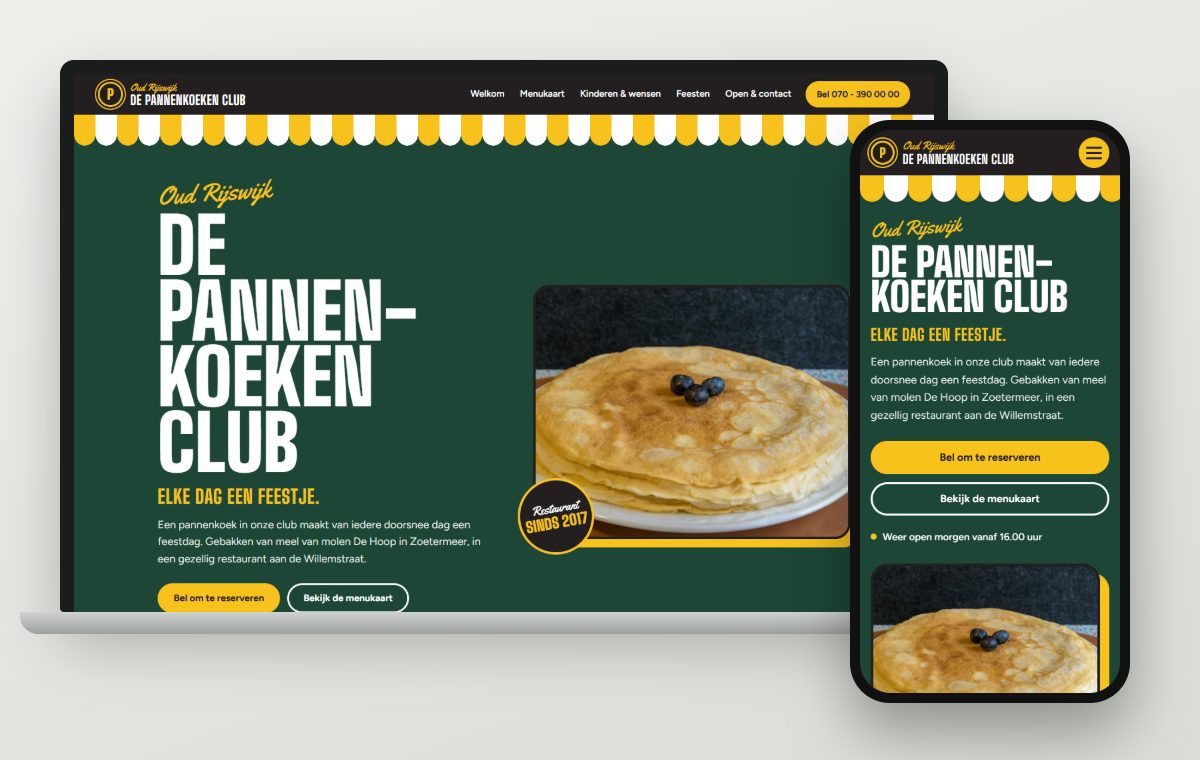 P
Oud Rijswijk
DE PANNENKOEKEN CLUB
Welkom Menukaart Kinderen & wensen Feesten Open & contact Bel 070 - 390 00 00
Oud Rijswijk
DE
PANNEN-
KOEKEN
CLUB
ELKE DAG EEN FEESTJE.
Een pannenkoek in onze club maakt van iedere doorsnee dag een
feestdag. Gebakken van meel van molen De Hoop in Zoetermeer, in
een gezellig restaurant aan de Willemstraat.
Bel om te reserveren Bekijk de menukaart
Restaurant
SINDS 2017
P
Oud Rijswijk
DE PANNENKOEKEN CLUB
Oud Rijswijk
DE PANNEN-
KOEKEN CLUB
ELKE DAG EEN FEESTJE.
Een pannenkoek in onze club maakt van iedere
doorsnee dag een feestdag. Gebakken van meel
van molen De Hoop in Zoetermeer, in een
gezellig restaurant aan de Willemstraat.
Bel om te reserveren
Bekijk de menukaart
Weer open morgen vanaf 16.00 uur